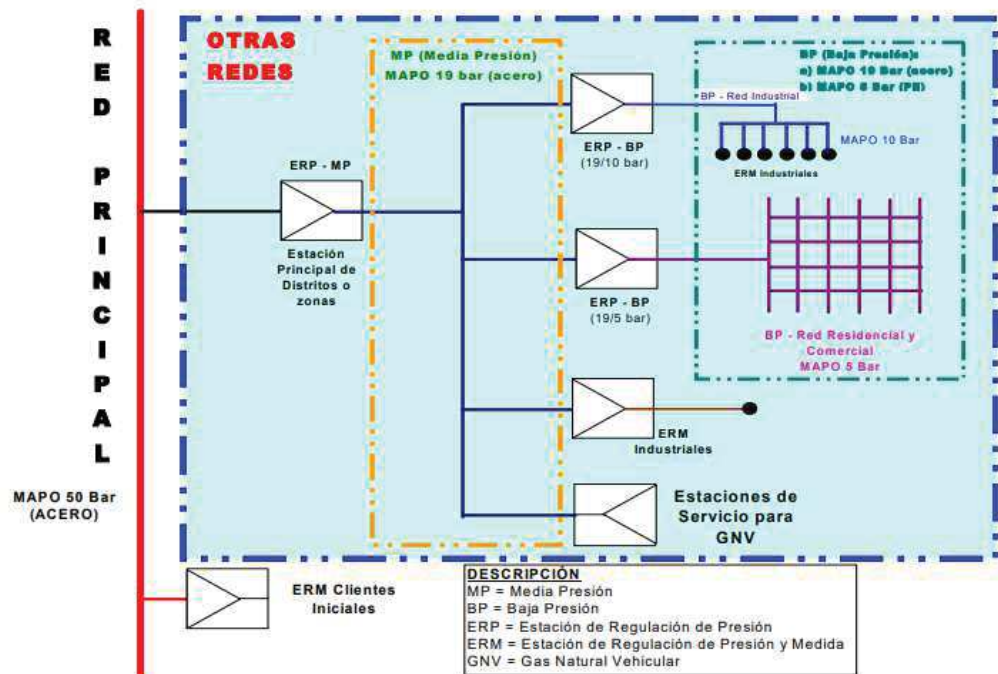 RED PRINCIPAL
MAPO 50 Bar
(ACERO)
OTRAS
REDES
MP (Media Presión)
MAPO 19 bar (acero)
BP (Baja Presión):
a) MAPO 10 Bar (acero)
b) MAPO 5 Bar (PE)
BP - Red Industrial
MAPO 10 Bar
ERM Industriales
ERP - BP
(19/10 bar)
ERP - MP
Estación
Principal de
Distritos o
zonas
ERP - BP
(19/5 bar)
BP - Red Residencial y
Comercial
MAPO 5 Bar
ERM
Industriales
Estaciones de
Servicio para
GNV
ERM Clientes
Iniciales
DESCRIPCIÓN
MP = Media Presión
BP = Baja Presión
ERP = Estación de Regulación de Presión
ERM = Estación de Regulación de Presión y Medida
GNV = Gas Natural Vehicular